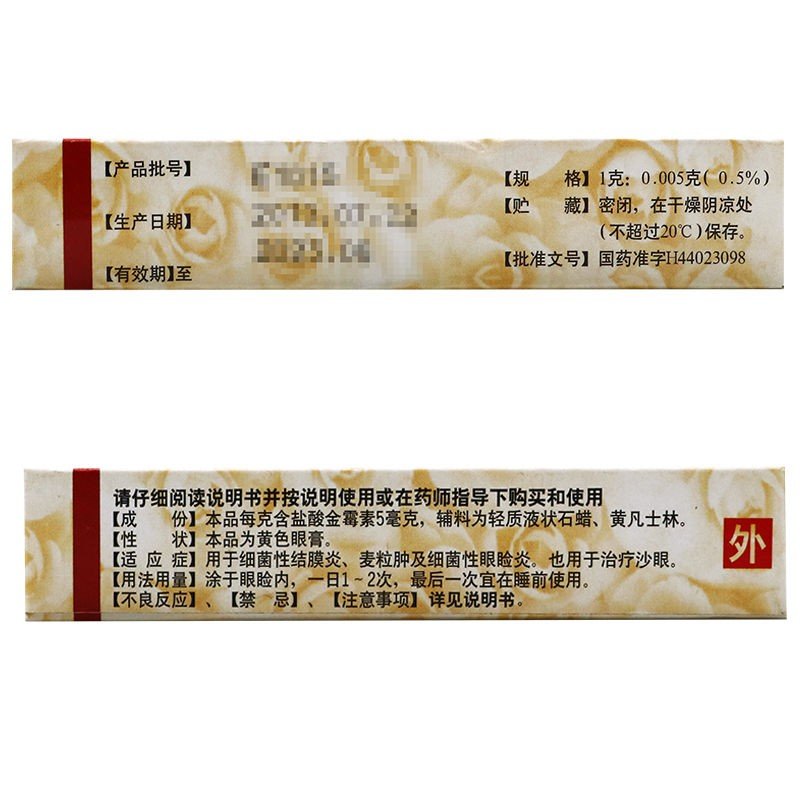 【产品批号】
【生产日期】
【有效期】至
【规 格】1克：0.005克（0.5%）
【贮 藏】密闭，在干燥阴凉处
（不超过20℃）保存。
【批准文号】国药准字H44023098
请仔细阅读说明书并按说明使用或在药师指导下购买和使用
【成 份】本品每克含盐酸金霉素5毫克，辅料为轻质液状石蜡、黄凡士林。
【性 状】本品为黄色眼膏。
【适 应 症】用于细菌性结膜炎、麦粒肿及细菌性眼睑炎。也用于治疗沙眼。
【用法用量】涂于眼睑内，一日1~2次，最后一次宜在睡前使用。
【不良反应】、【禁 忌】、【注意事项】详见说明书。
外